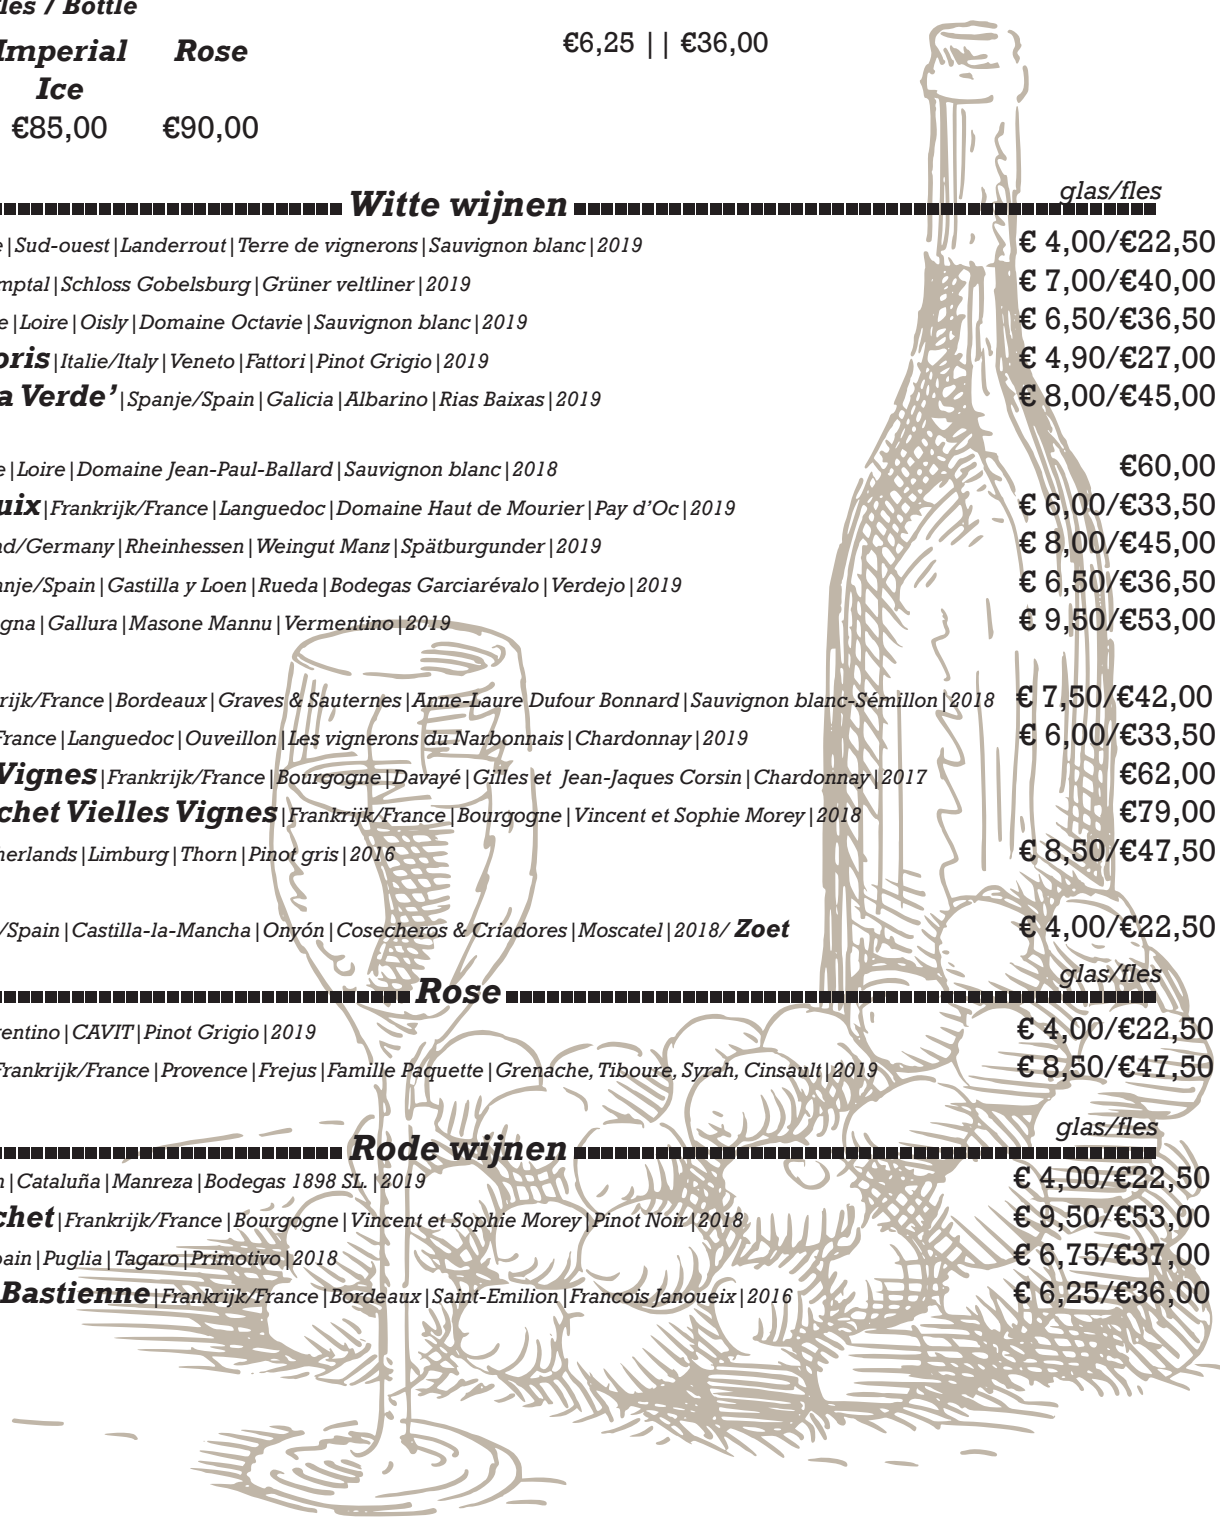 les / Bottle
Imperial Rose €6,25 || €36,00
Ice
€85,00 €90,00
Witte wijnen glas/fles
e|Sud-ouest|Landerrout|Terre de vignerons|Sauvignon blanc|2019 € 4,00/€22,50
mptal|Schloss Gobelsburg|Grüner veltliner|2019 € 7,00/€40,00
e|Loire|Oisly|Domaine Octavie|Sauvignon blanc|2019 € 6,50/€36,50
oris|Italie/Italy|Veneto|Fattori|Pinot Grigio|2019 € 4,90/€27,00
a Verde’|Spanje/Spain|Galicia|Albarino|Rias Baixas|2019 € 8,00/€45,00
e|Loire|Domaine Jean-Paul-Ballard|Sauvignon blanc|2018 €60,00
uix|Frankrijk/France|Languedoc|Domaine Haut de Mourier|Pay d’Oc|2019 € 6,00/€33,50
nd/Germany|Rheinhessen|Weingut Manz|Spätburgunder|2019 € 8,00/€45,00
anje/Spain|Gastilla y Loen|Rueda|Bodegas Garciarévalo|Verdejo|2019 € 6,50/€36,50
gna|Gallura|Masone Mannu|Vermentino|2019 € 9,50/€53,00
rijk/France|Bordeaux|Graves & Sauternes|Anne-Laure Dufour Bonnard|Sauvignon blanc-Sémillon|2018 € 7,50/€42,00
France|Languedoc|Ouveillon|Les vignerons du Narbonnais|Chardonnay|2019 € 6,00/€33,50
Vignes|Frankrijk/France|Bourgogne|Davayé|Gilles et Jean-Jaques Corsin|Chardonnay|2017 €62,00
chet Vielles Vignes|Frankrijk/France|Bourgogne|Vincent et Sophie Morey|2018 €79,00
herlands|Limburg|Thorn|Pinot gris|2016 € 8,50/€47,50
/Spain|Castilla-la-Mancha|Onyón|Cosecheros & Criadores|Moscatel|2018/ Zoet € 4,00/€22,50
Rose glas/fles
rentino|CAVIT|Pinot Grigio|2019 € 4,00/€22,50
Frankrijk/France|Provence|Frejus|Famille Paquette|Grenache, Tiboure, Syrah, Cinsault|2019 € 8,50/€47,50
Rode wijnen glas/fles
n|Cataluña|Manreza|Bodegas 1898 SL.|2019 € 4,00/€22,50
chet|Frankrijk/France|Bourgogne|Vincent et Sophie Morey|Pinot Noir|2018 € 9,50/€53,00
pain|Puglia|Tagaro|Primotivo|2018 € 6,75/€37,00
Bastienne|Frankrijk/France|Bordeaux|Saint-Emilion|Francois Janoueix|2016 € 6,25/€36,00